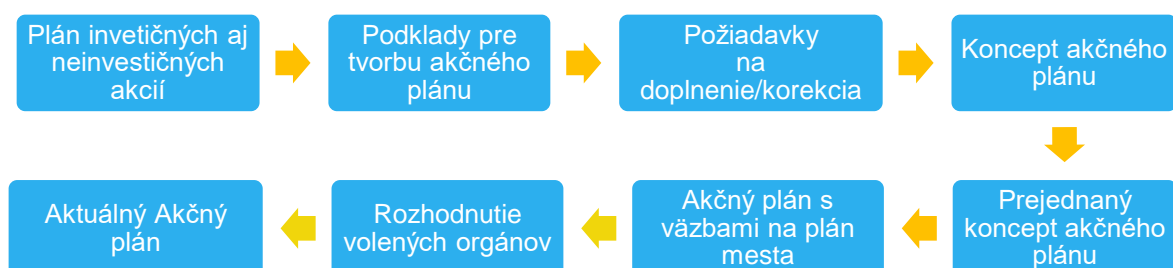 Plán invetičných aj
neinvestičných
akcií
Podklady pre
tvorbu akčného
plánu
Požiadavky
na
doplnenie/korekcia
Koncept akčného
plánu
Prejednaný
koncept akčného
plánu
Akčný plán s
väzbami na plán
mesta
Rozhodnutie
volených orgánov
Aktuálný Akčný
plán